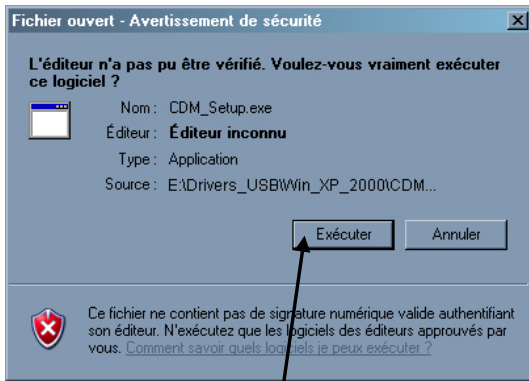 Fichier ouvert - Avertissement de sécurité
L'éditeur n'a pas pu être vérifié. Voulez-vous vraiment exécuter
ce logiciel ?
Nom : CDM_Setup.exe
Éditeur : Éditeur inconnu
Type : Application
Source : E:\Drivers_USB\Win_XP_2000\CDM...
Exécuter Annuler
Ce fichier ne contient pas de signature numérique valide authentifiant
son éditeur. N'exécutez que les logiciels des éditeurs approuvés par
vous. Comment savoir quels logiciels je peux exécuter ?